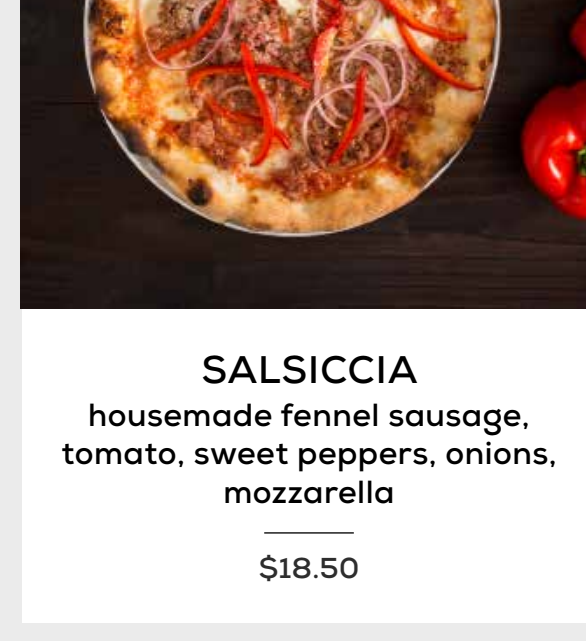 SALSICCIA
housemade fennel sausage,
tomato, sweet peppers, onions,
mozzarella
$18.50